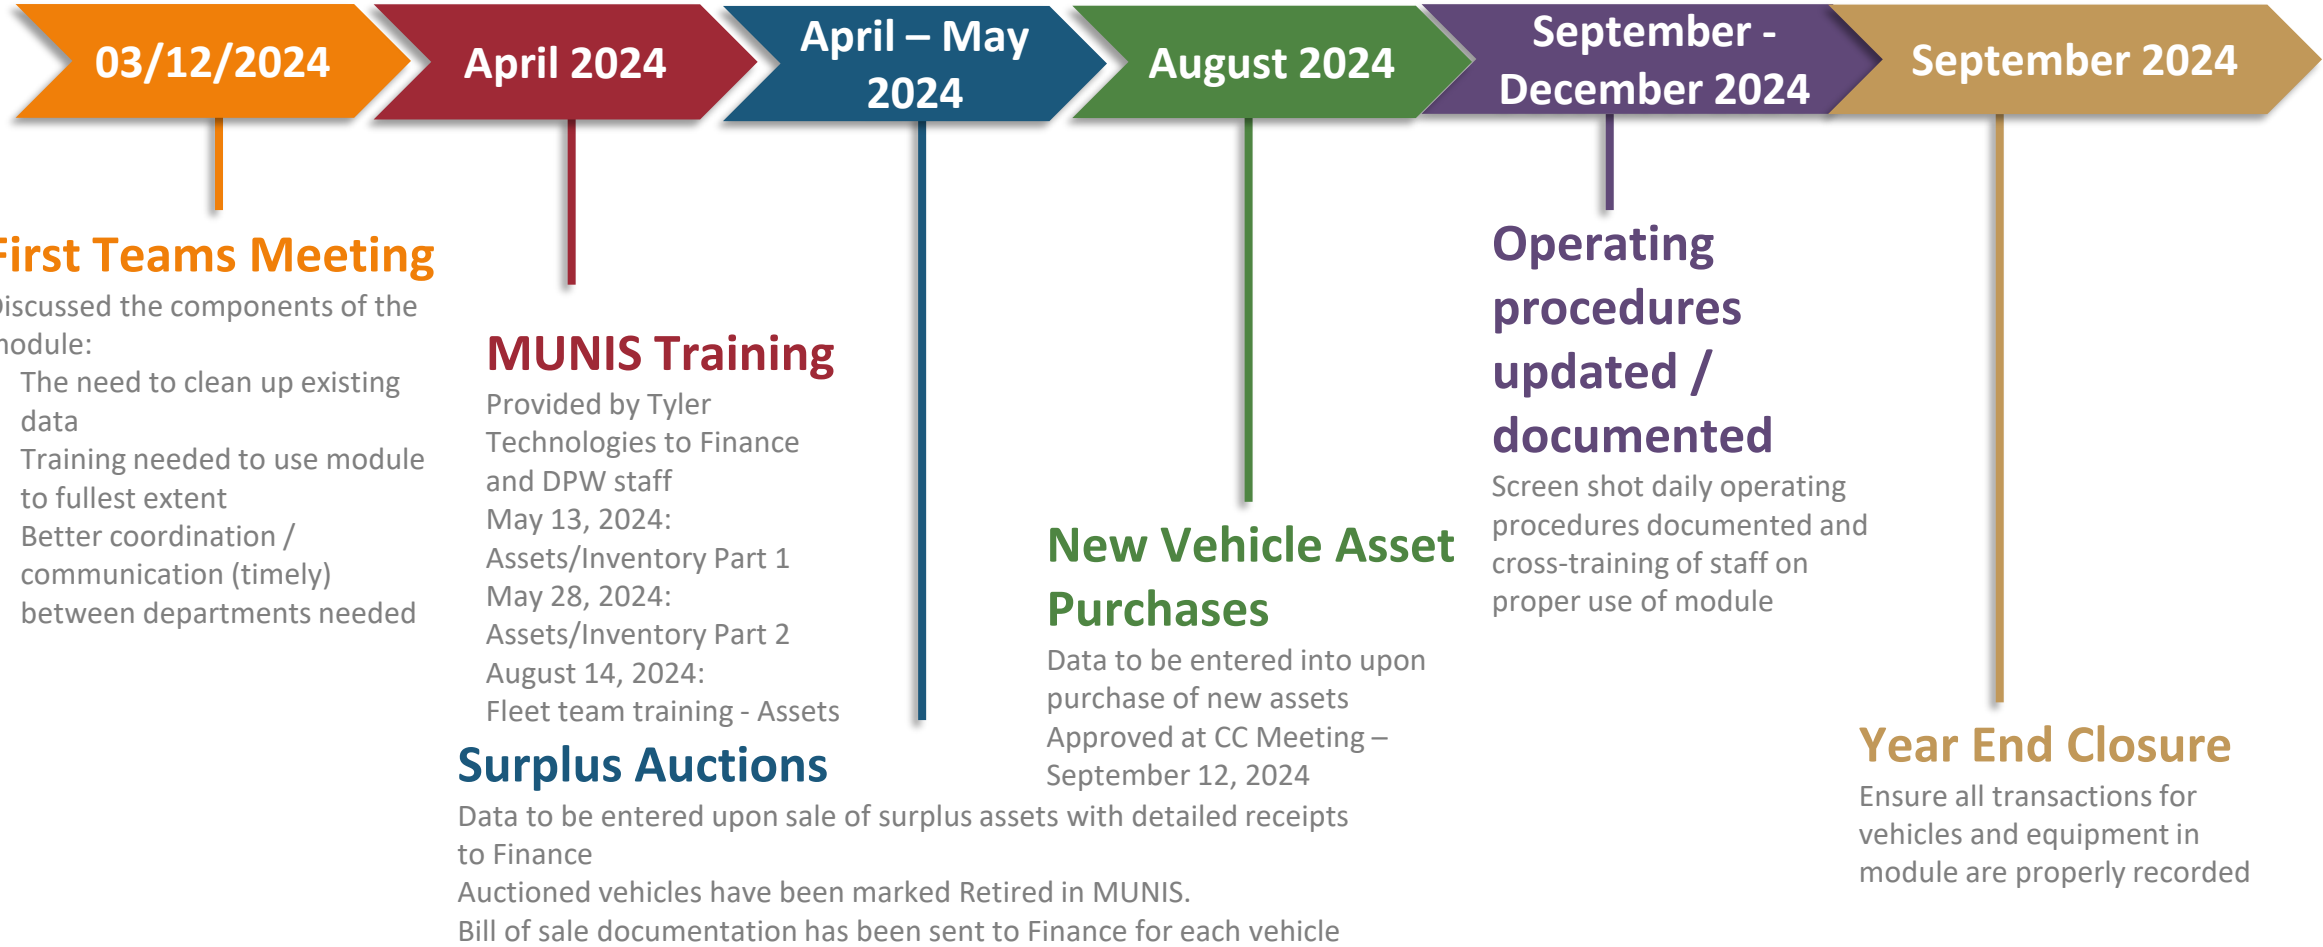 03/12/2024
April 2024
April – May
2024
August 2024
September -
December 2024
September 2024
First Teams Meeting
Discussed the components of the
module:
The need to clean up existing
data
Training needed to use module
to fullest extent
Better coordination /
communication (timely)
between departments needed
MUNIS Training
Provided by Tyler
Technologies to Finance
and DPW staff
May 13, 2024:
Assets/Inventory Part 1
May 28, 2024:
Assets/Inventory Part 2
August 14, 2024:
Fleet team training - Assets
Surplus Auctions
Data to be entered upon sale of surplus assets with detailed receipts
to Finance
Auctioned vehicles have been marked Retired in MUNIS.
Bill of sale documentation has been sent to Finance for each vehicle
New Vehicle Asset
Purchases
Data to be entered into upon
purchase of new assets
Approved at CC Meeting –
September 12, 2024
Operating
procedures
updated /
documented
Screen shot daily operating
procedures documented and
cross-training of staff on
proper use of module
Year End Closure
Ensure all transactions for
vehicles and equipment in
module are properly recorded